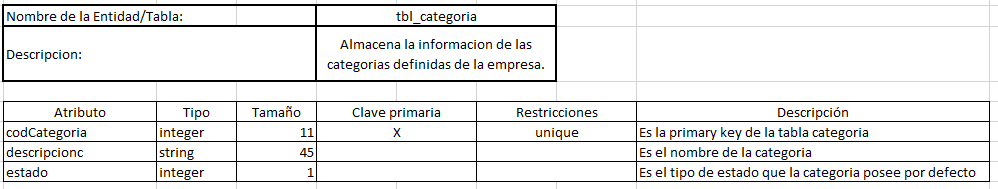 Nombre de la Entidad/Tabla: tbl_categoria
Descripcion: Almacena la informacion de las
categorias definidas de la empresa.
Atributo Tipo Tamaño Clave primaria Restricciones Descripción
codCategoria integer 11 X unique Es la primary key de la tabla categoria
descripcionc string 45 Es el nombre de la categoria
estado integer 1 Es el tipo de estado que la categoria posee por defecto